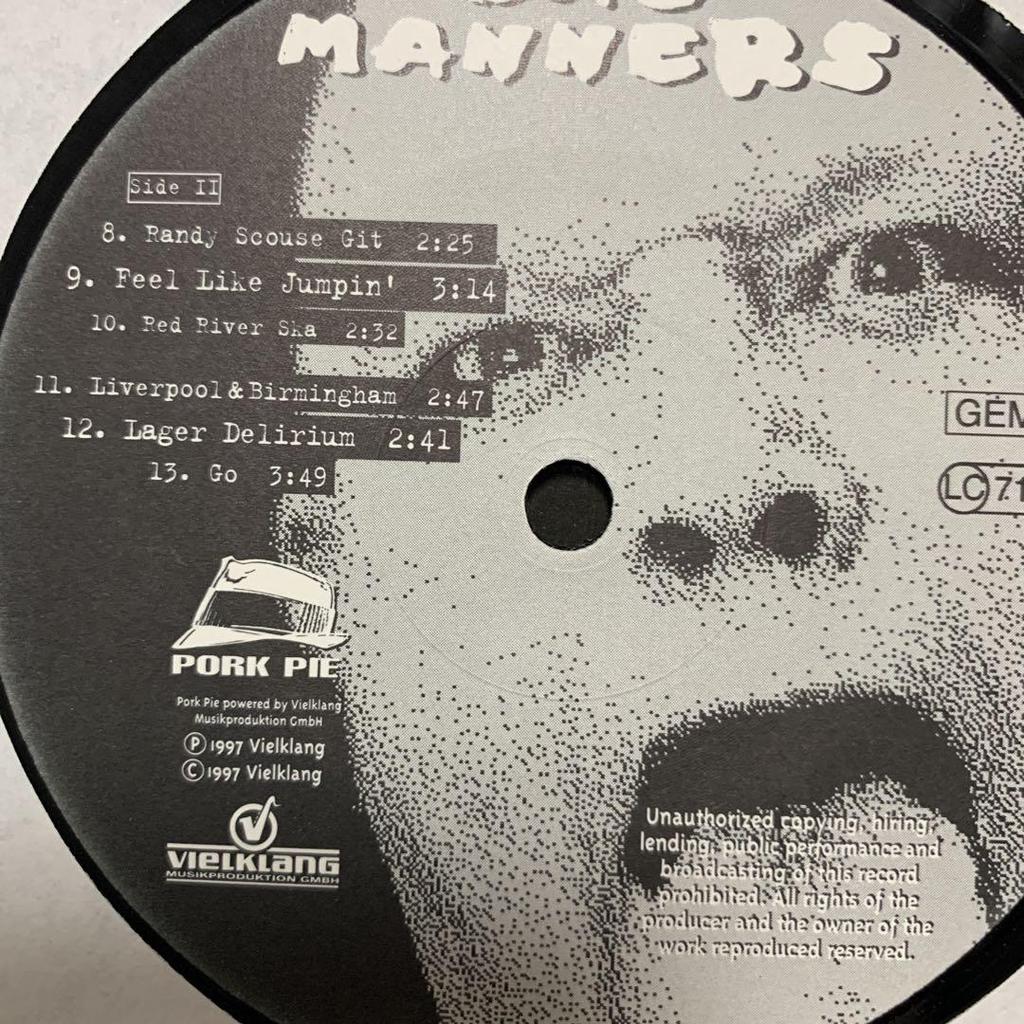 MANNERS
Side II
8. Randy Scouse Git 2:25
9. Feel Like Jumpin' 3:14
10. Red River Ska 2:32
11. Liverpool & Birmingham 2:47
12. Lager Delirium 2:41
13. Go 3:49
GEM
LC 71
PORK PIE
Pork Pie powered by Vielklang
Musikproduktion GmbH
Ⓟ 1997 Vielklang
© 1997 Vielklang
VIELKLANG
MUSIKPRODUKTION GMBH
Unauthorized copying, hiring,
lending, public performance and
broadcasting of this record
prohibited. All rights of the
producer and the owner of the
work reproduced reserved.